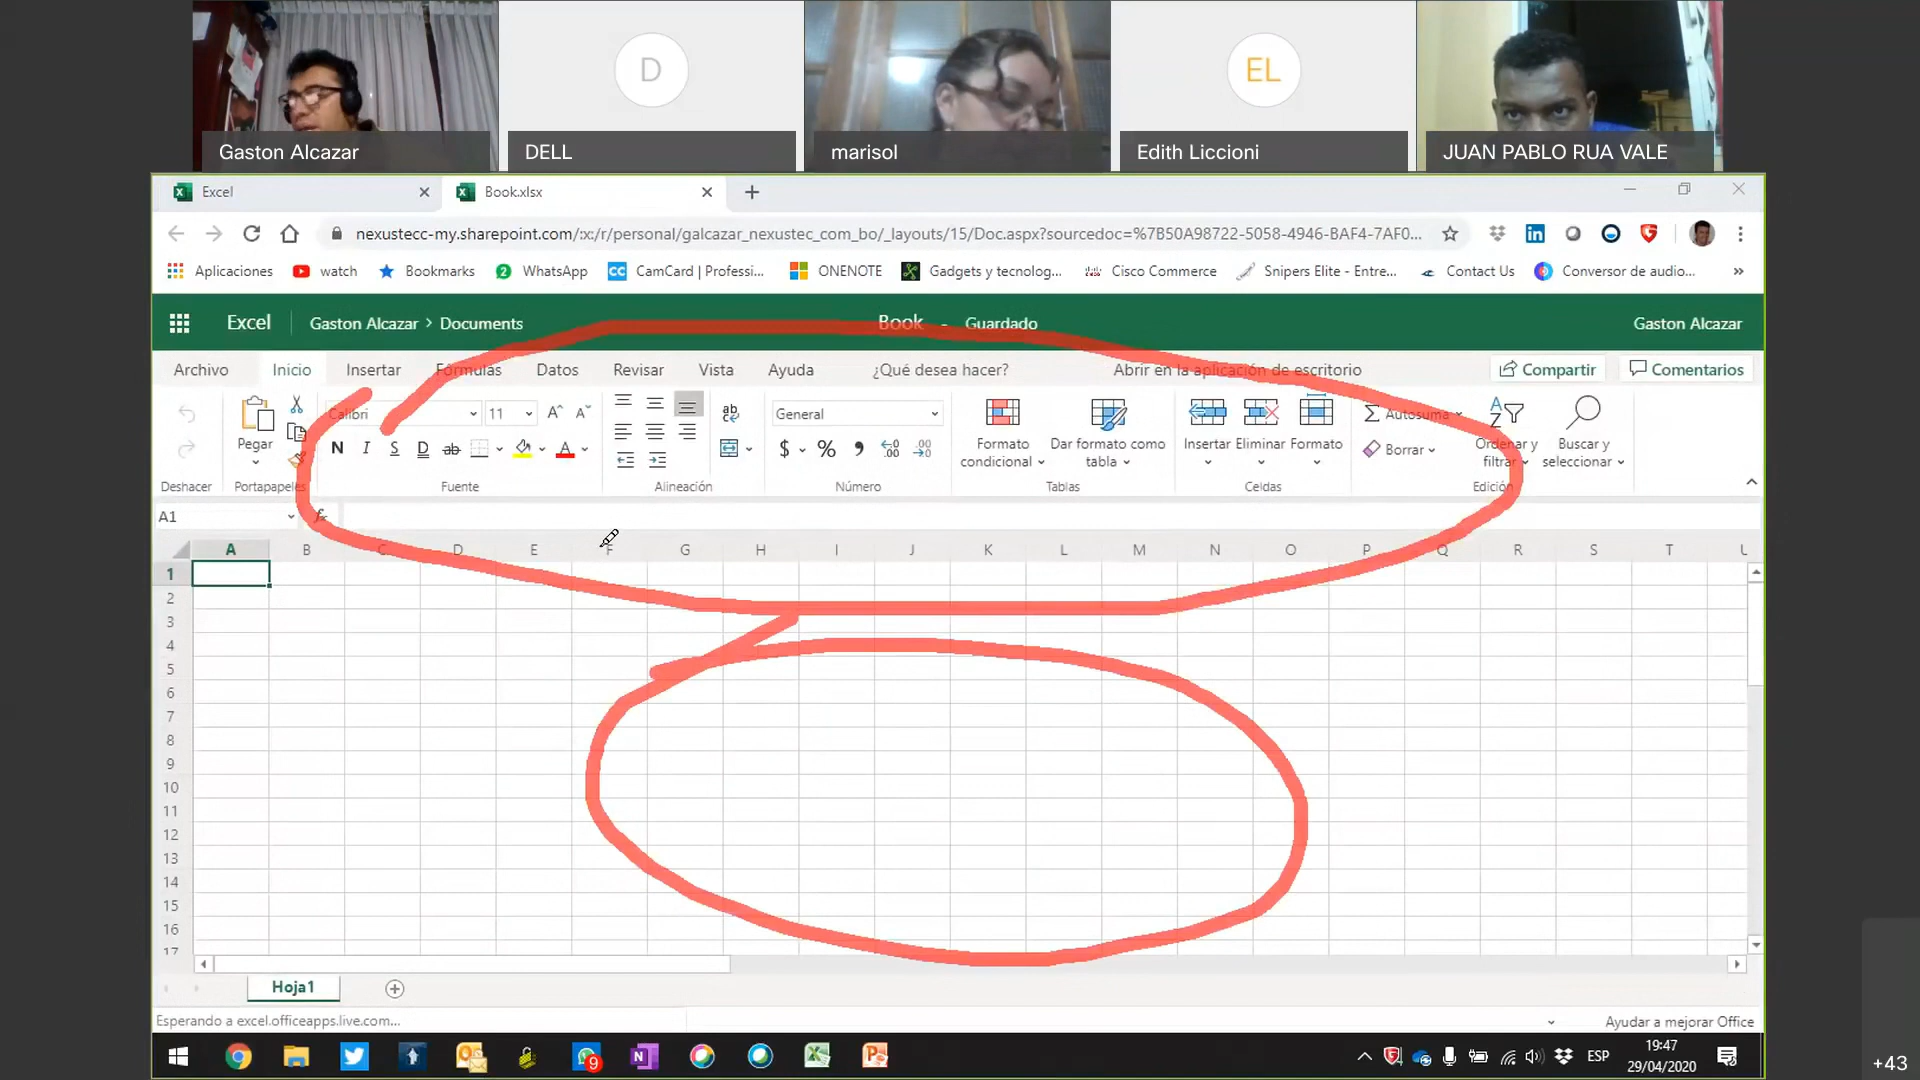 D
EL
Gaston Alcazar
DELL
marisol
Edith Liccioni
JUAN PABLO RUA VALE
Excel
Book.xlsx
nexustecc-my.sharepoint.com/:x:/r/personal/galcazar_nexustec_com_bo/_layouts/15/Doc.aspx?sourcedoc=%7B50A98722-5058-4946-BAF4-7AF0...
Aplicaciones
watch
Bookmarks
WhatsApp
CamCard | Professi...
ONENOTE
Gadgets y tecnolog...
Cisco Commerce
Snipers Elite - Entre...
Contact Us
Conversor de audio...
»
Excel
Gaston Alcazar > Documents
Book - Guardado
Gaston Alcazar
Archivo
Inicio
Insertar
Fórmulas
Datos
Revisar
Vista
Ayuda
¿Qué desea hacer?
Abrir en la aplicación de escritorio
Compartir
Comentarios
Calibri
11
General
Autosuma
Pegar
N
I
S
D
ab
$
%
Formato condicional
Dar formato como tabla
Insertar
Eliminar
Formato
Borrar
Ordenar y filtrar
Buscar y seleccionar
Deshacer
Portapapeles
Fuente
Alineación
Número
Tablas
Celdas
Edición
A1
fx
A B C D E F G H I J K L M N O P Q R S T U
1
2
3
4
5
6
7
8
9
10
11
12
13
14
15
16
17
Hoja1
Esperando a excel.officeapps.live.com...
Ayudar a mejorar Office
9
ESP
19:47
29/04/2020
+43